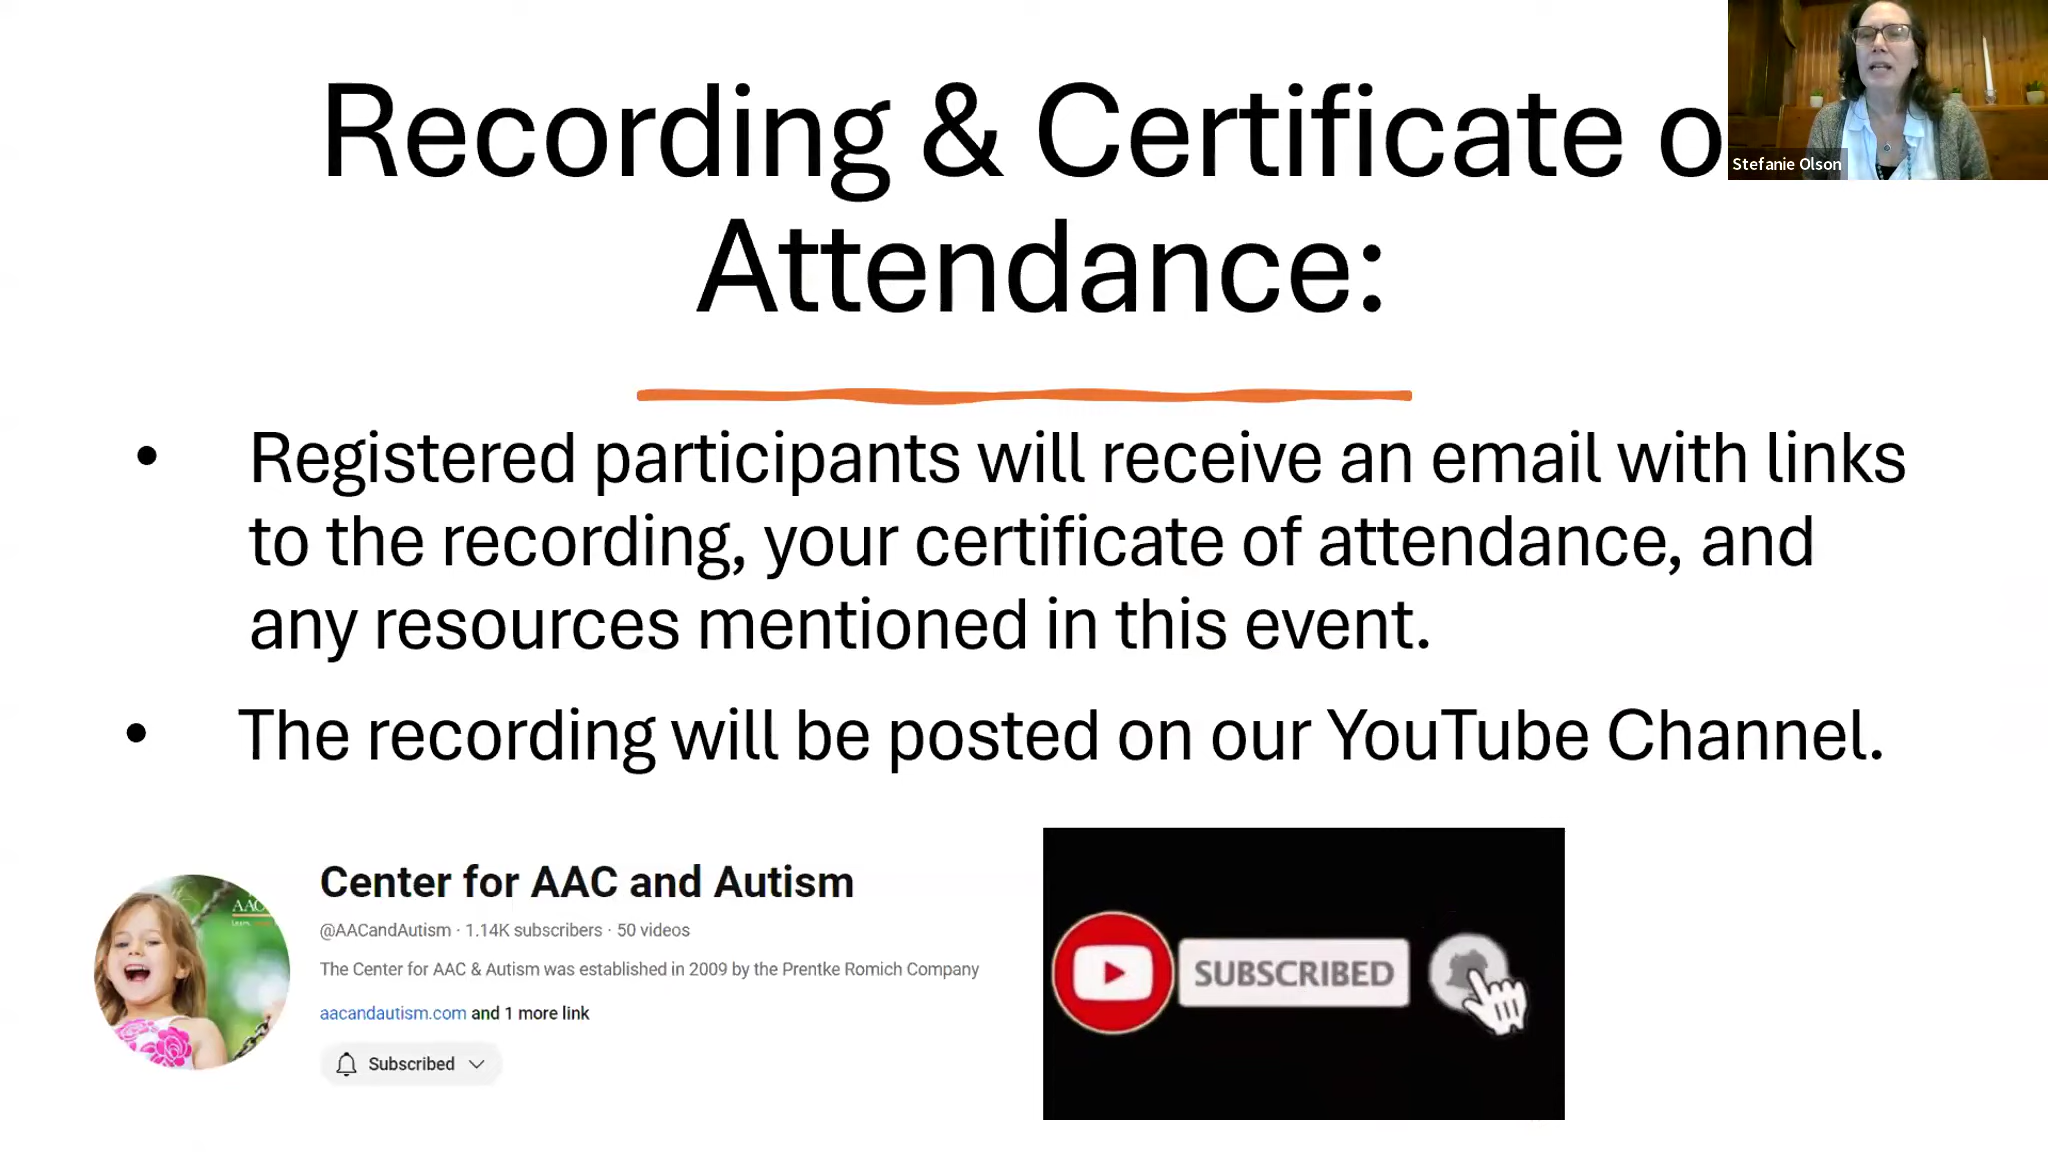 Recording & Certificate o
Attendance:
Stefanie Olson
• Registered participants will receive an email with links
to the recording, your certificate of attendance, and
any resources mentioned in this event.
• The recording will be posted on our YouTube Channel.
Center for AAC and Autism
@AACandAutism · 1.14K subscribers · 50 videos
The Center for AAC & Autism was established in 2009 by the Prentke Romich Company
aacandautism.com and 1 more link
Subscribed
SUBSCRIBED